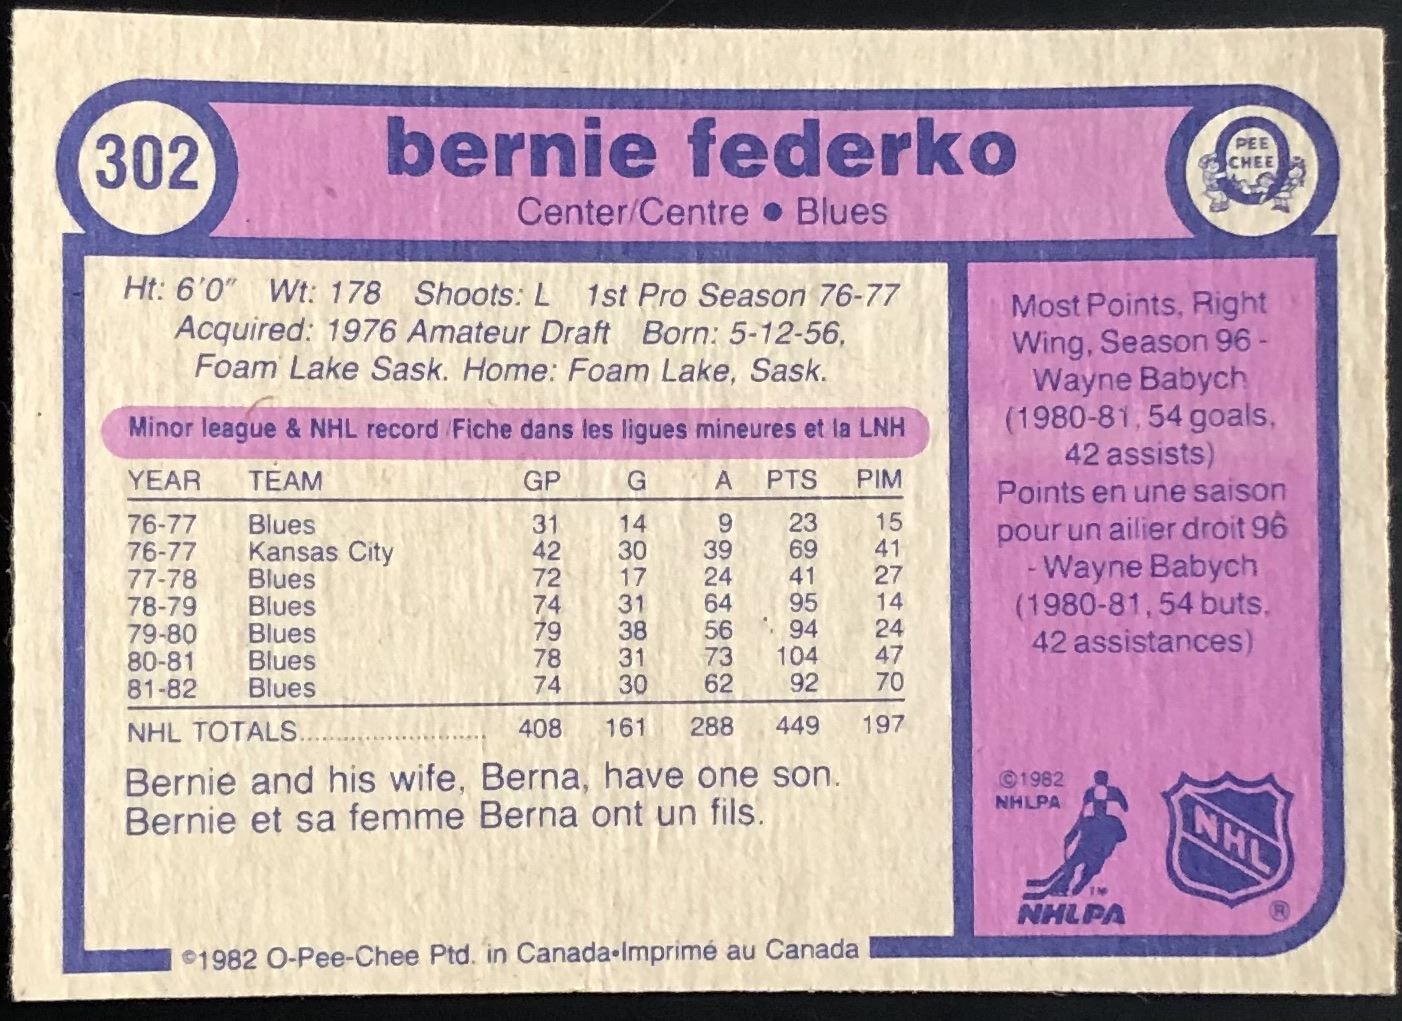 302
bernie federko
Center/Centre • Blues
PEE
CHEE
Ht: 6'0" Wt: 178 Shoots: L 1st Pro Season 76-77
Acquired: 1976 Amateur Draft Born: 5-12-56,
Foam Lake Sask. Home: Foam Lake, Sask.
Minor league & NHL record/Fiche dans les ligues mineures et la LNH
YEAR TEAM GP G A PTS PIM
76-77 Blues 31 14 9 23 15
76-77 Kansas City 42 30 39 69 41
77-78 Blues 72 17 24 41 27
78-79 Blues 74 31 64 95 14
79-80 Blues 79 38 56 94 24
80-81 Blues 78 31 73 104 47
81-82 Blues 74 30 62 92 70
NHL TOTALS........................ 408 161 288 449 197
Bernie and his wife, Berna, have one son.
Bernie et sa femme Berna ont un fils.
Most Points, Right
Wing, Season 96 -
Wayne Babych
(1980-81, 54 goals,
42 assists)
Points en une saison
pour un ailier droit 96
- Wayne Babych
(1980-81, 54 buts,
42 assistances)
©1982
NHLPA
TM
NHLPA
NHL
®
©1982 O-Pee-Chee Ptd. in Canada•Imprimé au Canada